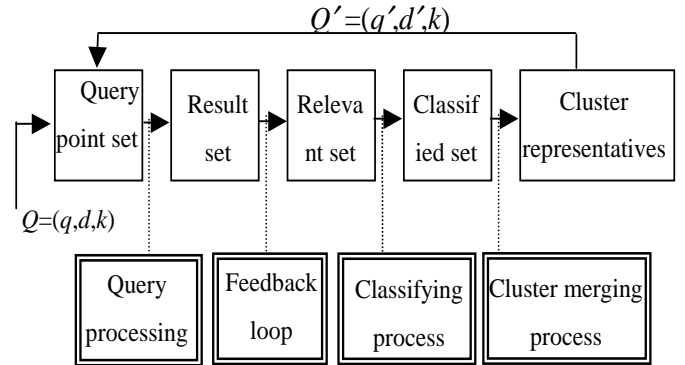 Q′ =(q′,d′,k)
Query
point set
Result
set
Releva
nt set
Classif
ied set
Cluster
representatives
Q=(q,d,k)
Query
processing
Feedback
loop
Classifying
process
Cluster merging
process